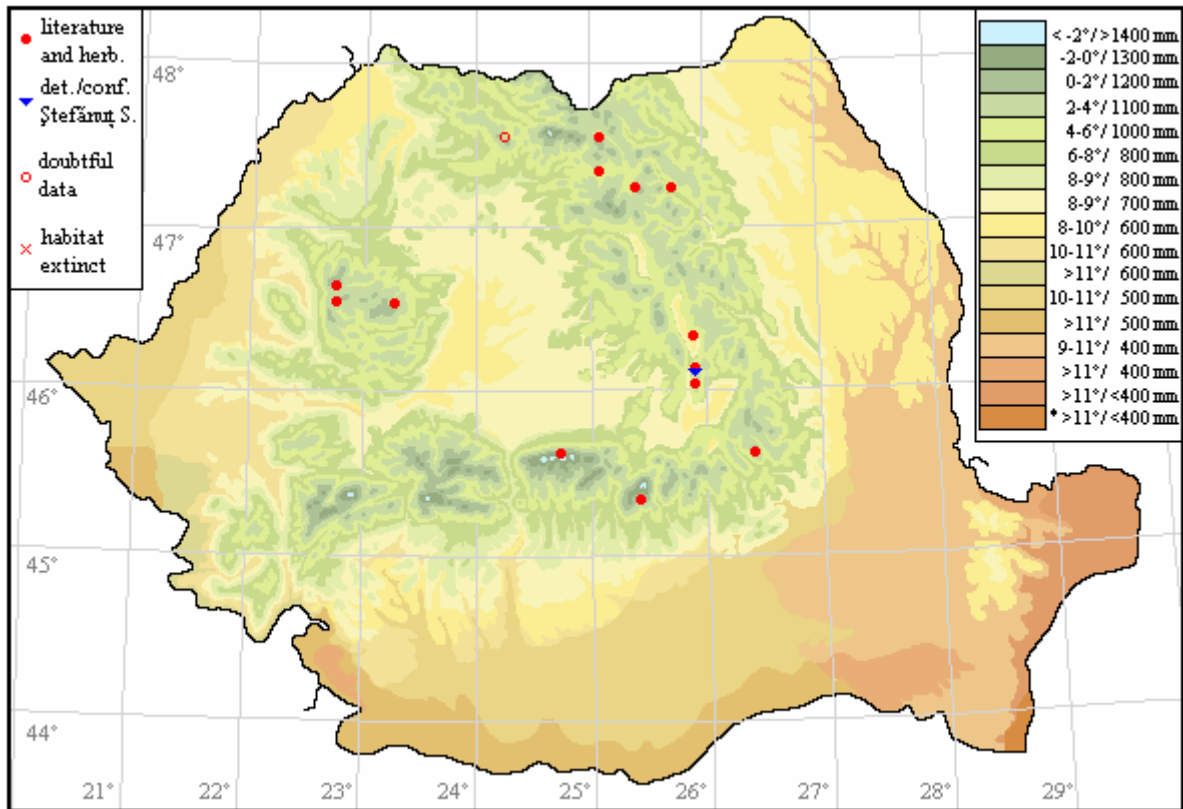 literature
and herb.
det./conf.
Ștefănuț S.
doubtful
data
habitat
extinct
< -2°/>1400 mm
-2-0°/ 1300 mm
0-2°/ 1200 mm
2-4°/ 1100 mm
4-6°/ 1000 mm
6-8°/ 800 mm
8-9°/ 800 mm
8-9°/ 700 mm
8-10°/ 600 mm
10-11°/ 600 mm
>11°/ 600 mm
10-11°/ 500 mm
>11°/ 500 mm
9-11°/ 400 mm
>11°/ 400 mm
>11°/<400 mm
* >11°/<400 mm
48°
47°
46°
45°
44°
21° 22° 23° 24° 25° 26° 27° 28° 29°